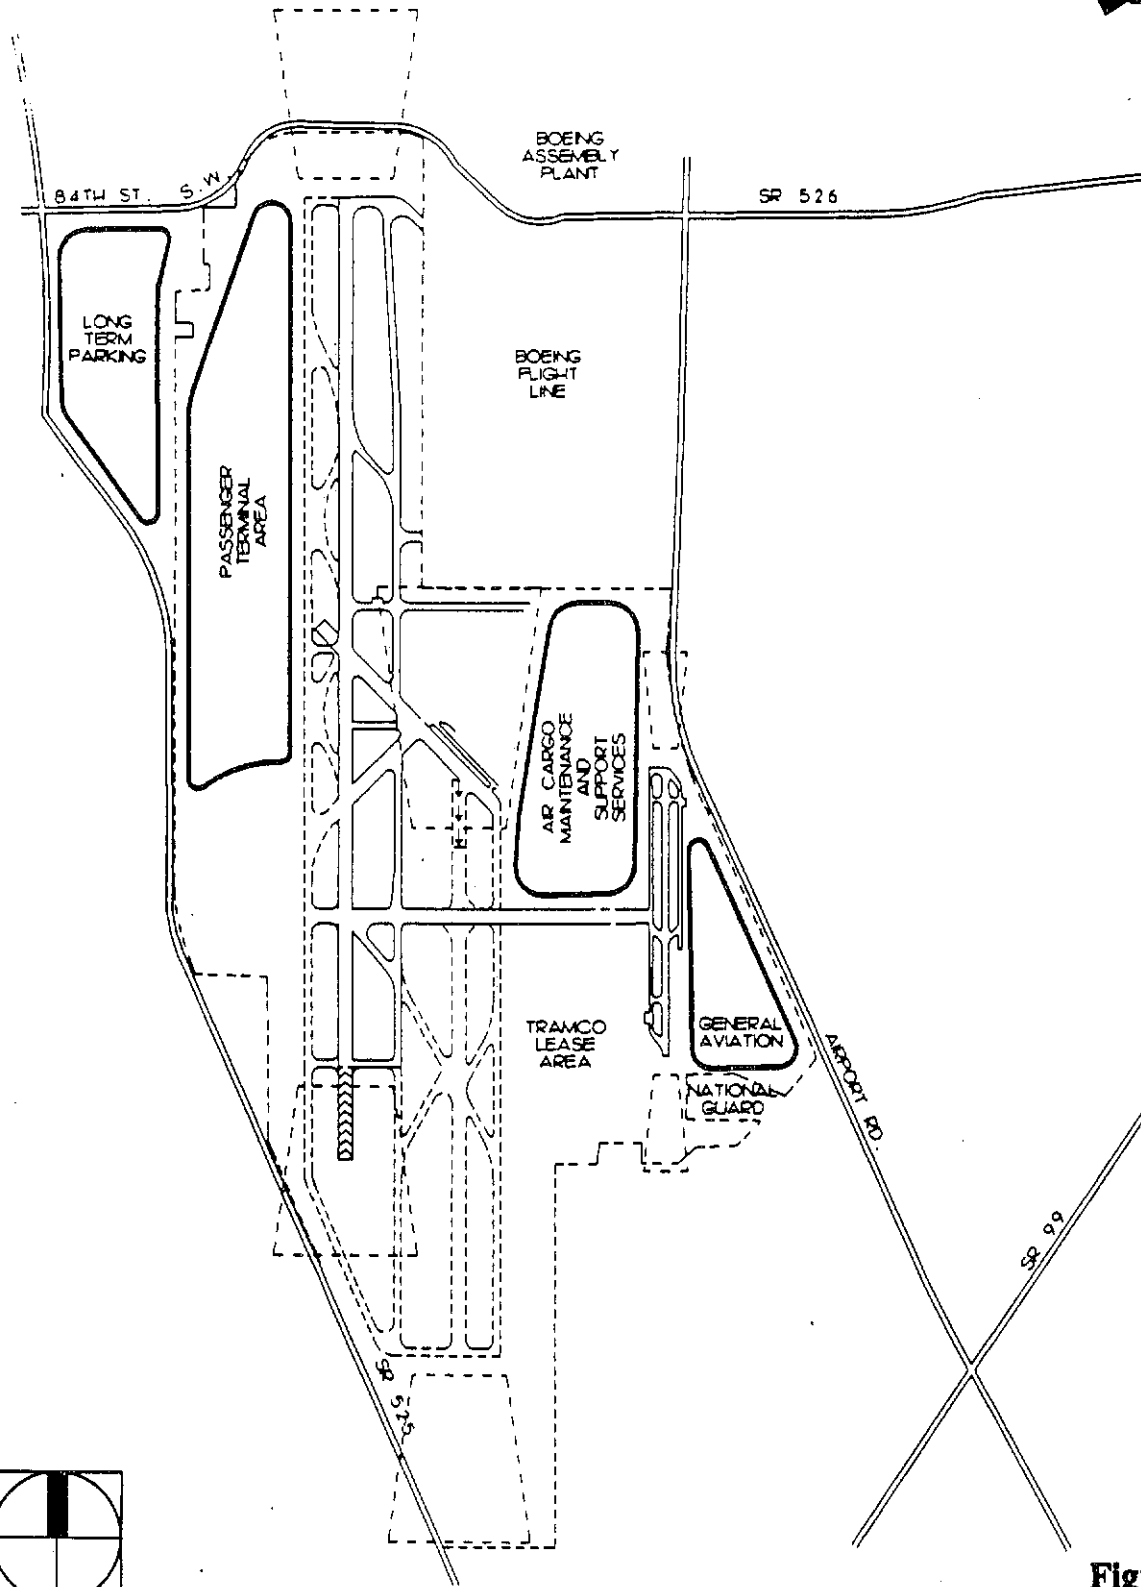 BOEING
ASSEMBLY
PLANT
84TH ST. S.W.
SR 526
LONG
TERM
PARKING
BOEING
FLIGHT
LINE
PASSENGER
TERMINAL
AREA
AIR CARGO
MAINTENANCE
AND
SUPPORT
SERVICES
TRAMCO
LEASE
AREA
GENERAL
AVIATION
NATIONAL
GUARD
AIRPORT RD.
SR 99
SR 525
Fig